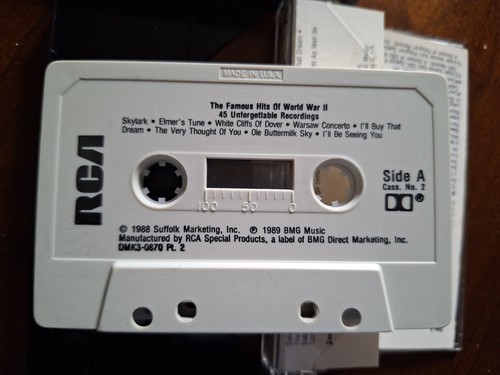 MADE IN U.S.A.
The Famous Hits Of World War II
45 Unforgettable Recordings
Skylark • Elmer's Tune • White Cliffs Of Dover • Warsaw Concerto • I'll Buy That
Dream • The Very Thought Of You • Ole Buttermilk Sky • I'll Be Seeing You
RCA
Side A
Cass. No. 2
100 50 0
© 1988 Suffolk Marketing, Inc. ℗ 1989 BMG Music
Manufactured by RCA Special Products, a label of BMG Direct Marketing, Inc.
DMK3-0870 Pt. 2